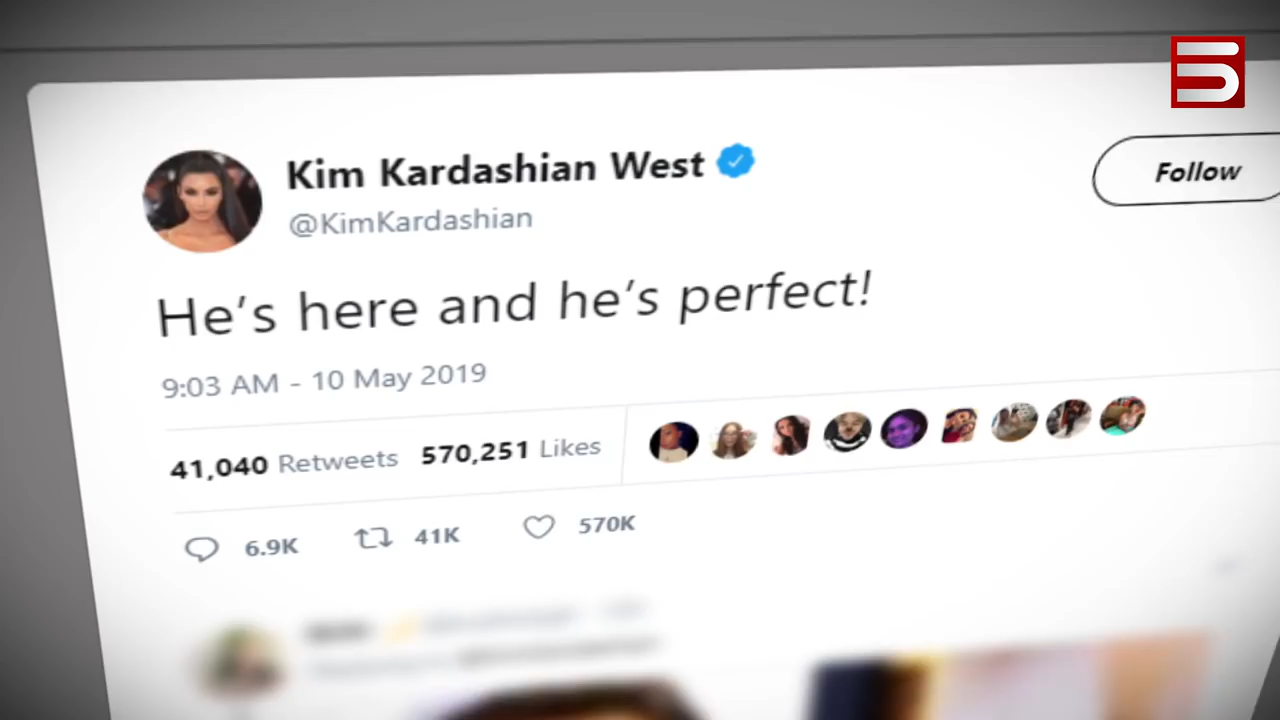 Kim Kardashian West
Follow
@KimKardashian
He's here and he's perfect!
9:03 AM - 10 May 2019
41,040 Retweets 570,251 Likes
6.9K 41K 570K